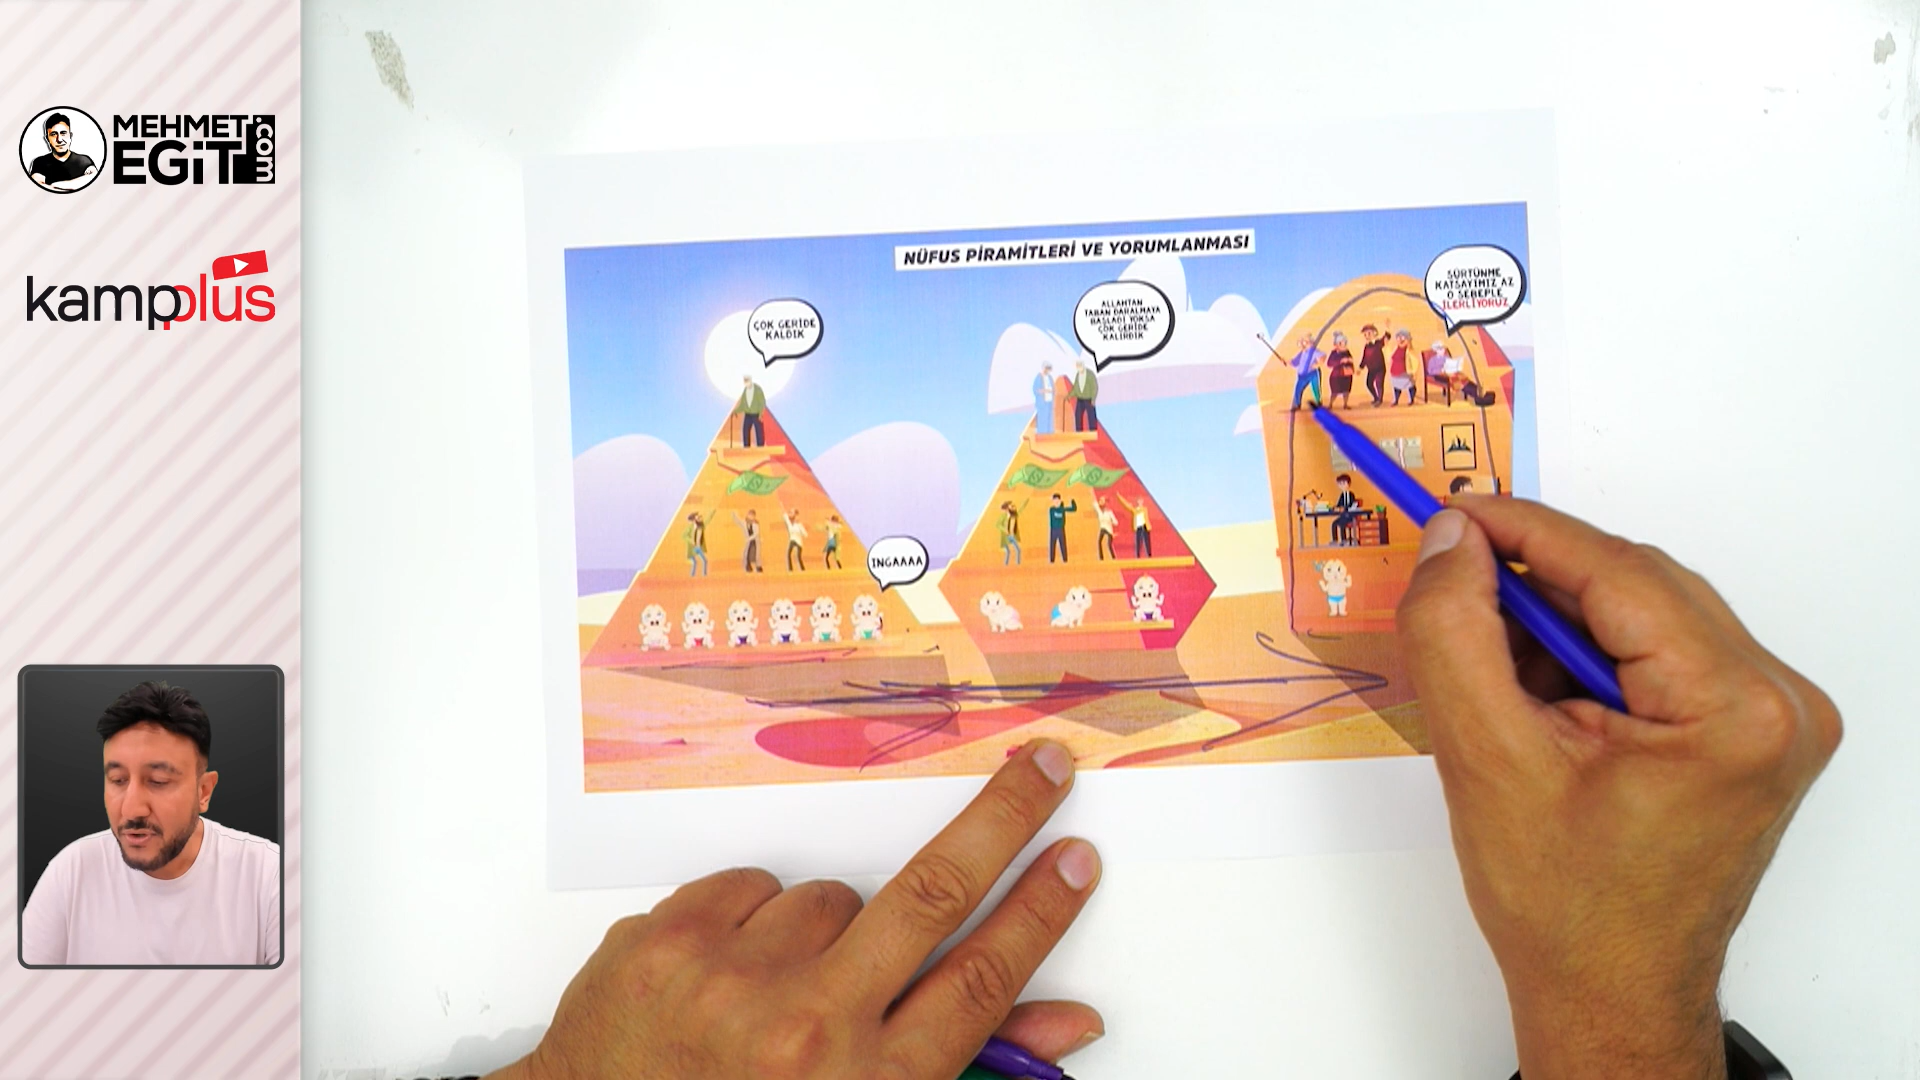 MEHMET
EGiT
.com
kampplus
NÜFUS PİRAMİTLERİ VE YORUMLANMASI
ÇOK GERİDE
KALDIK
ALLAHTAN
TABAN DARALMAYA
BAŞLADI YOKSA
ÇOK GERİDE
KALIRDIK
SÜRTÜNME
KATSAYIMIZ AZ
O SEBEPLE
İLERLİYORUZ
INGAAAA